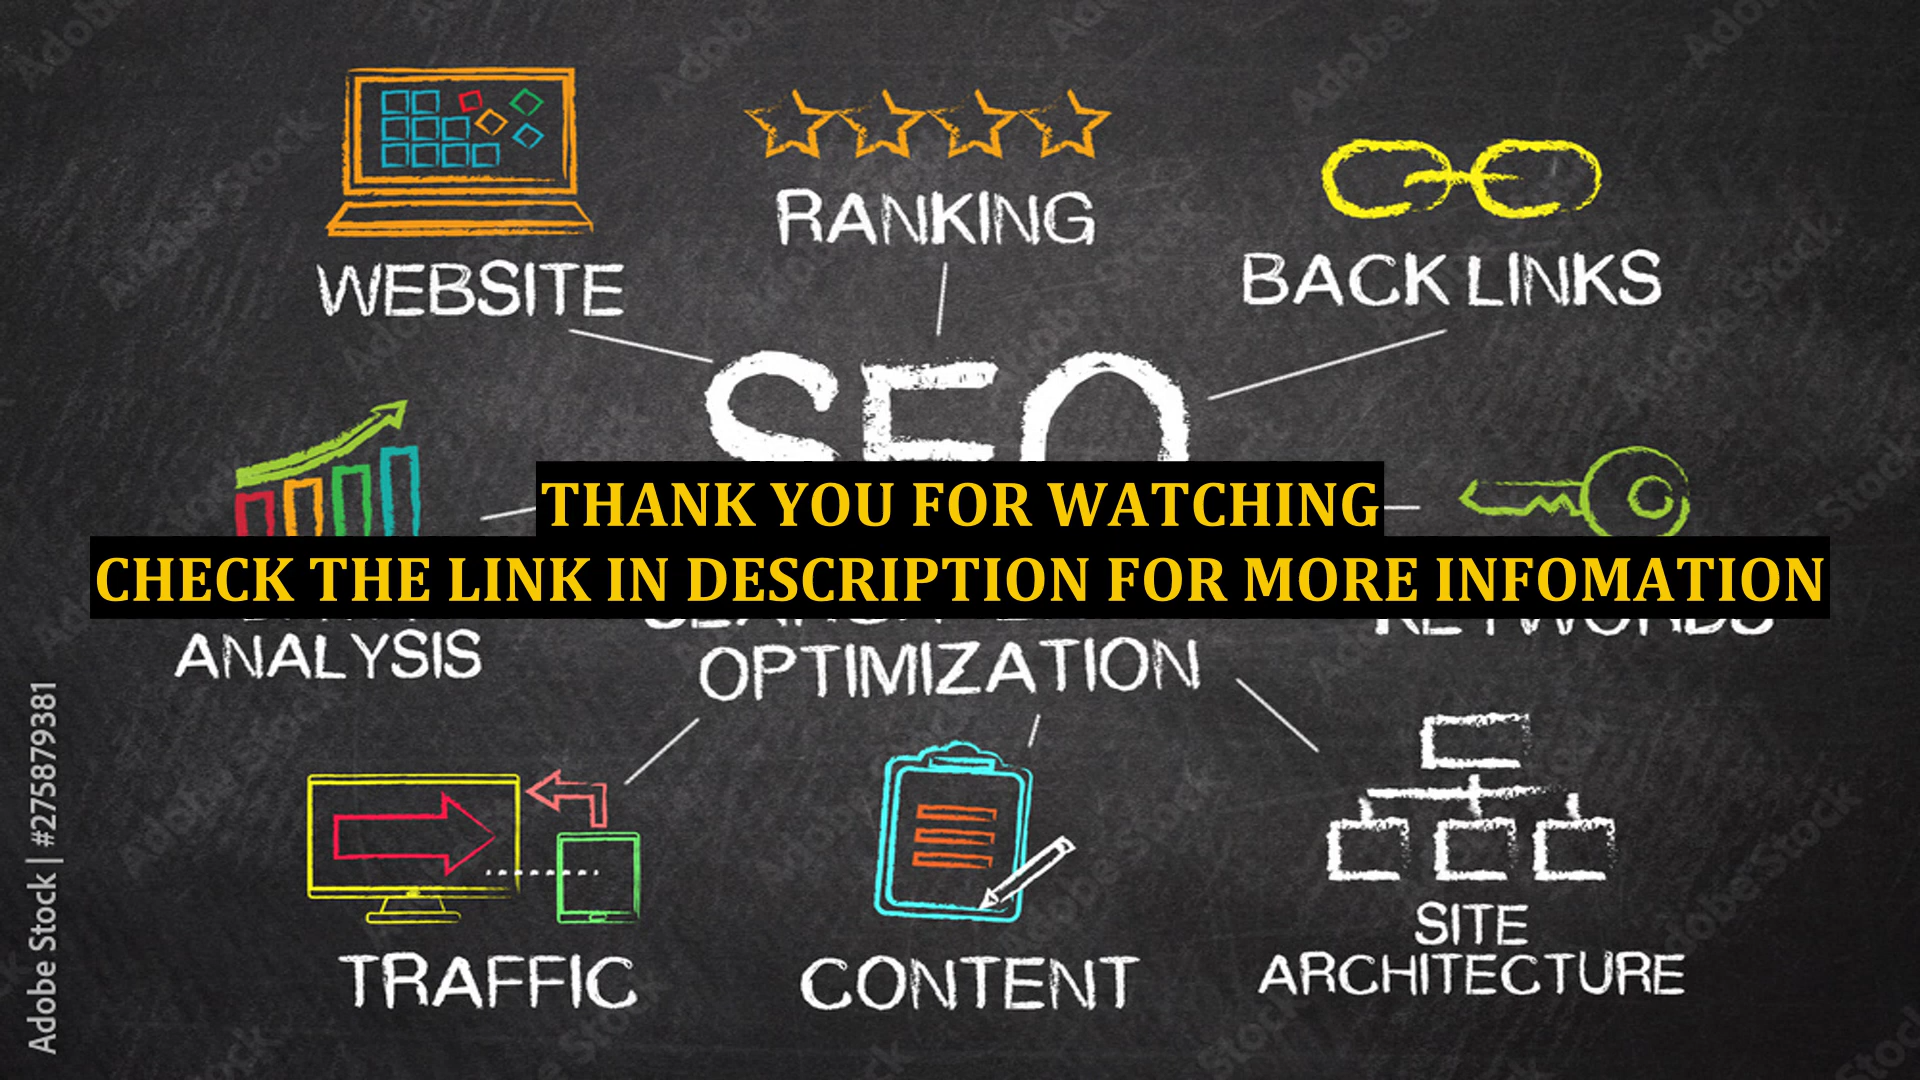 RANKING
BACK LINKS
WEBSITE
SEO
THANK YOU FOR WATCHING
CHECK THE LINK IN DESCRIPTION FOR MORE INFOMATION
KEYWORDS
ANALYSIS
OPTIMIZATION
SITE
ARCHITECTURE
TRAFFIC
CONTENT
Adobe Stock | #275879381